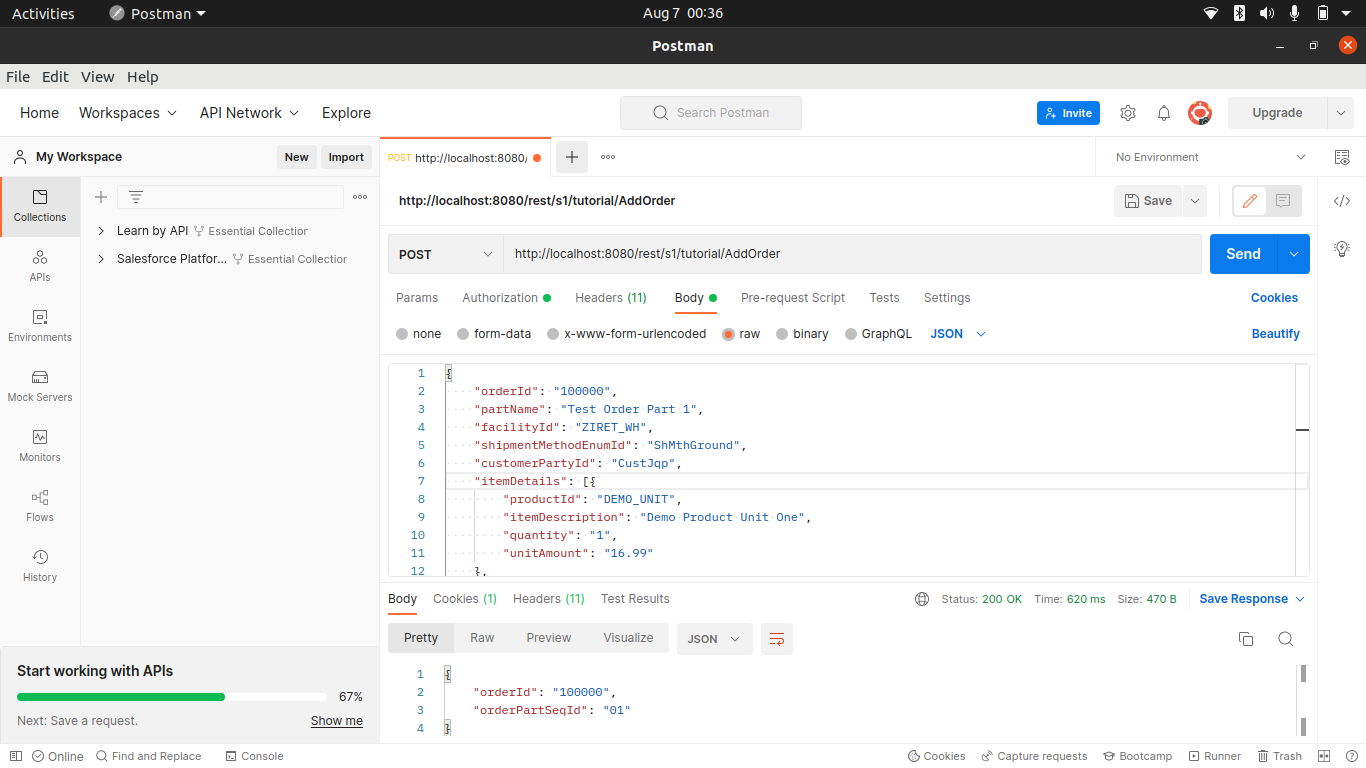 Activities Postman Aug 7 00:36
Postman
File Edit View Help
Home Workspaces API Network Explore Search Postman Invite Upgrade
My Workspace New Import POST http://localhost:8080/ No Environment
Collections
APIs
Environments
Mock Servers
Monitors
Flows
History
Learn by API Essential Collection
Salesforce Platfor... Essential Collection
Start working with APIs
67%
Next: Save a request. Show me
http://localhost:8080/rest/s1/tutorial/AddOrder Save
POST http://localhost:8080/rest/s1/tutorial/AddOrder Send
Params Authorization Headers (11) Body Pre-request Script Tests Settings Cookies
none form-data x-www-form-urlencoded raw binary GraphQL JSON Beautify
1 {
2 "orderId": "100000",
3 "partName": "Test Order Part 1",
4 "facilityId": "ZIRET_WH",
5 "shipmentMethodEnumId": "ShMthGround",
6 "customerPartyId": "CustJqp",
7 "itemDetails": [{
8 "productId": "DEMO_UNIT",
9 "itemDescription": "Demo Product Unit One",
10 "quantity": "1",
11 "unitAmount": "16.99"
12 },
Body Cookies (1) Headers (11) Test Results Status: 200 OK Time: 620 ms Size: 470 B Save Response
Pretty Raw Preview Visualize JSON
1 {
2 "orderId": "100000",
3 "orderPartSeqId": "01"
4 }
Online Find and Replace Console Cookies Capture requests Bootcamp Runner Trash